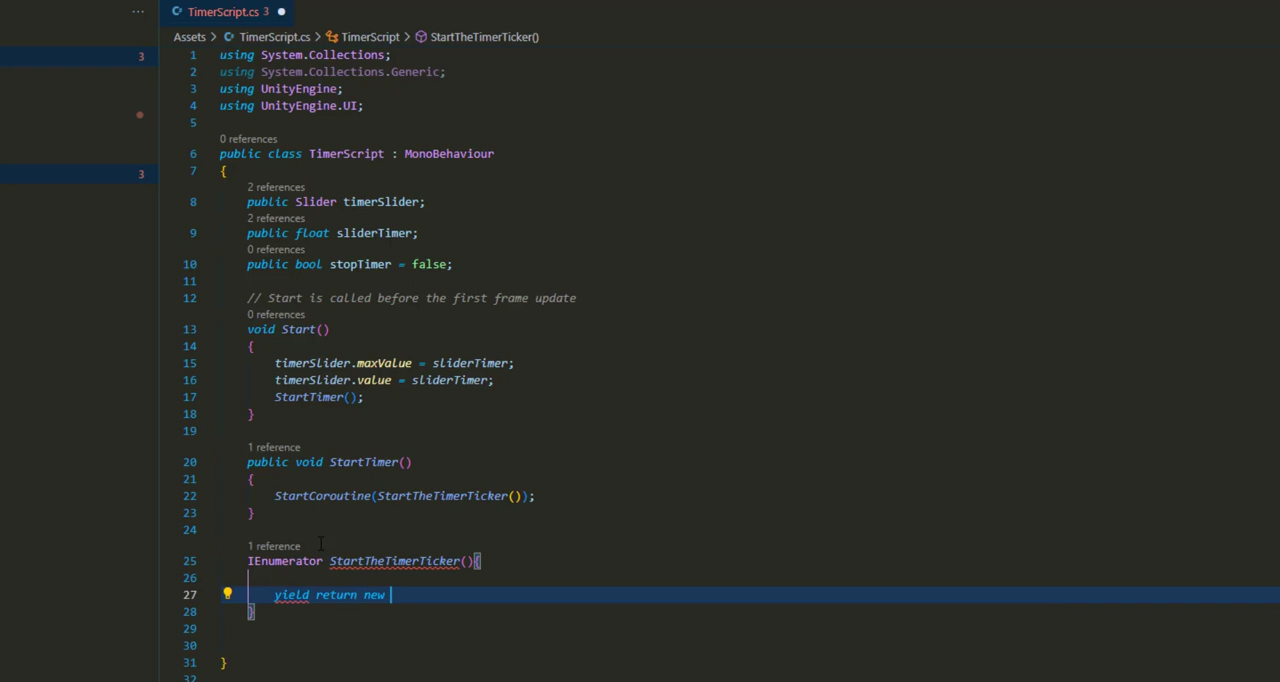 ··· TimerScript.cs 3 ●
Assets > TimerScript.cs > TimerScript > StartTheTimerTicker()
3
1 using System.Collections;
2 using System.Collections.Generic;
3 using UnityEngine;
4 using UnityEngine.UI;
5
0 references
6 public class TimerScript : MonoBehaviour
3
7 {
2 references
8 public Slider timerSlider;
2 references
9 public float sliderTimer;
0 references
10 public bool stopTimer = false;
11
12 // Start is called before the first frame update
0 references
13 void Start()
14 {
15 timerSlider.maxValue = sliderTimer;
16 timerSlider.value = sliderTimer;
17 StartTimer();
18 }
19
1 reference
20 public void StartTimer()
21 {
22 StartCoroutine(StartTheTimerTicker());
23 }
24
1 reference
25 IEnumerator StartTheTimerTicker(){
26
27 yield return new
28 }
29
30
31 }
32